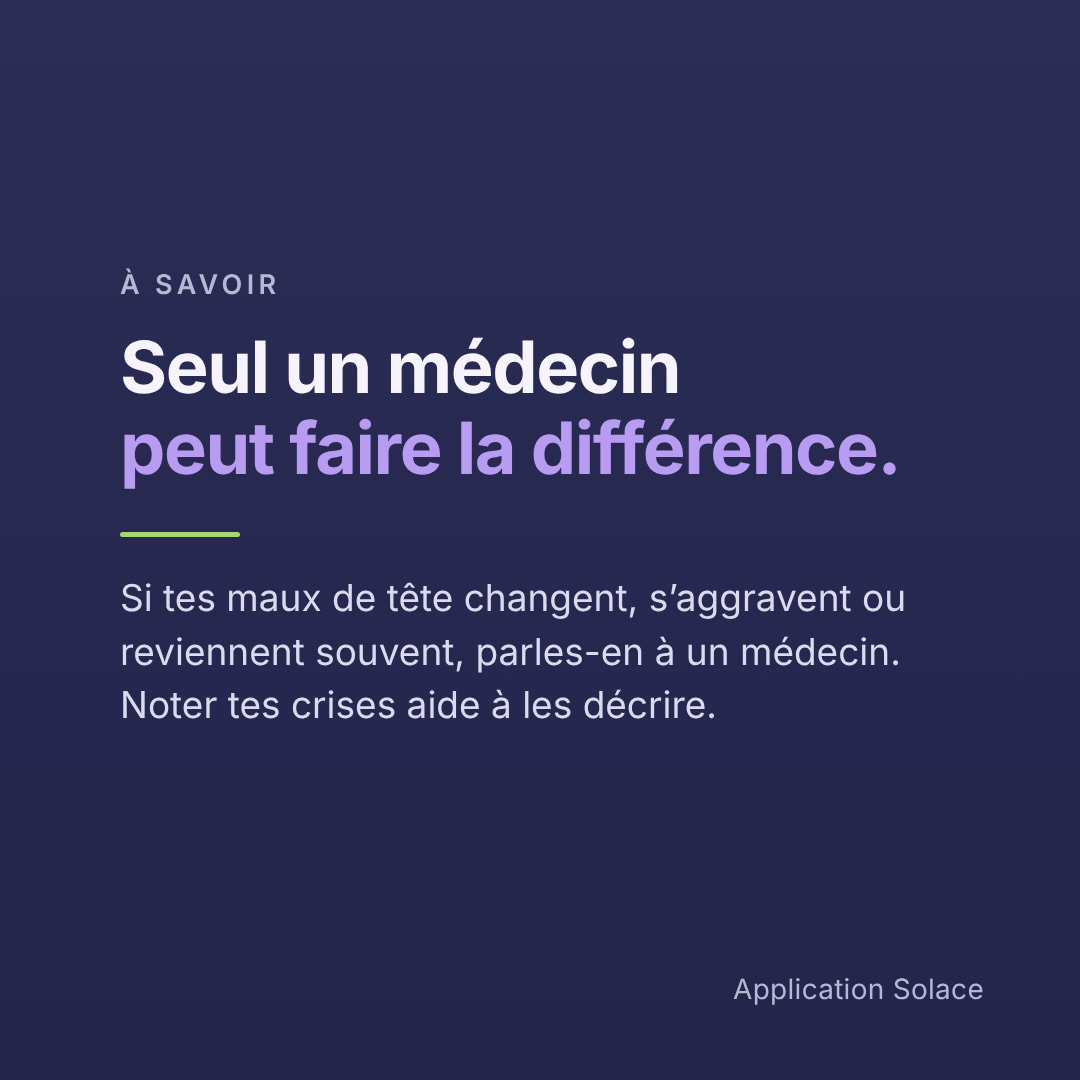 À SAVOIR
Seul un médecin
peut faire la différence.
Si tes maux de tête changent, s’aggravent ou
reviennent souvent, parles-en à un médecin.
Noter tes crises aide à les décrire.
Application Solace